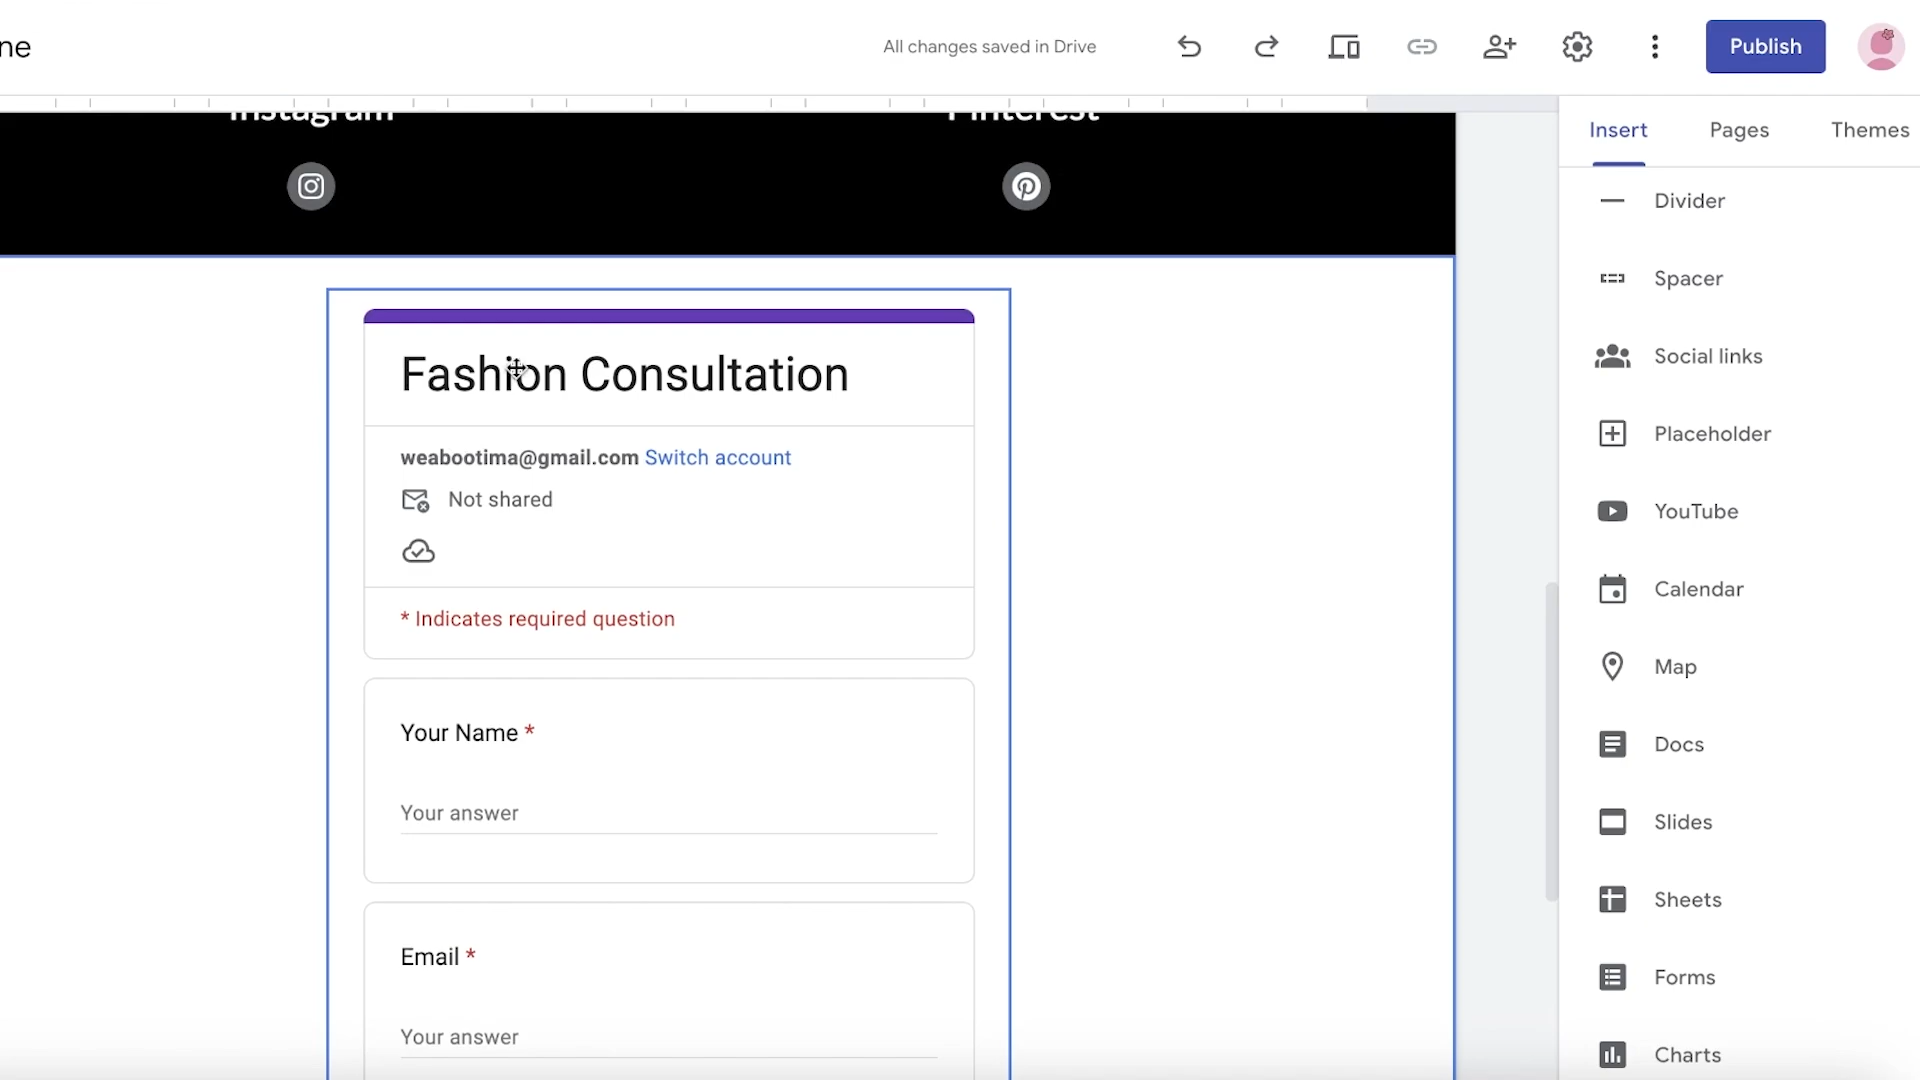 ne
All changes saved in Drive
Publish
Instagram
Pinterest
Insert
Pages
Themes
Divider
Spacer
Social links
Placeholder
YouTube
Calendar
Map
Docs
Slides
Sheets
Forms
Charts
Fashion Consultation
weabootima@gmail.com Switch account
Not shared
* Indicates required question
Your Name *
Your answer
Email *
Your answer